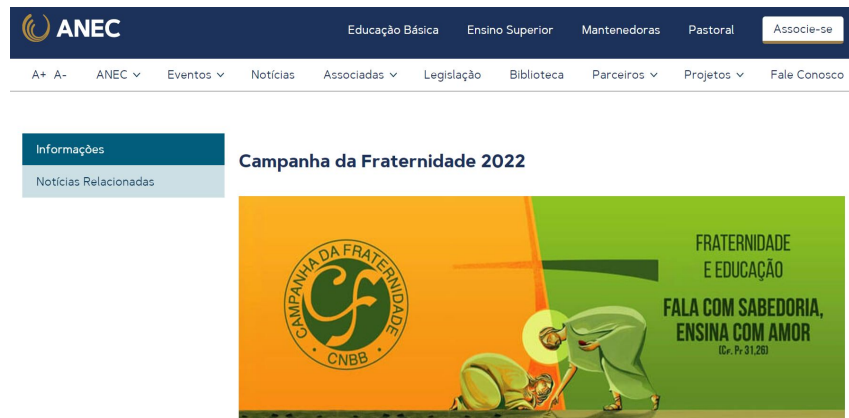 ANEC
Educação Básica Ensino Superior Mantenedoras Pastoral Associe-se
A+ A- ANEC Eventos Notícias Associadas Legislação Biblioteca Parceiros Projetos Fale Conosco
Informações
Notícias Relacionadas
Campanha da Fraternidade 2022
CAMPANHA DA FRATERNIDADE
CF
CNBB
FRATERNIDADE
E EDUCAÇÃO
FALA COM SABEDORIA,
ENSINA COM AMOR
(Cf. Pr 31,26)